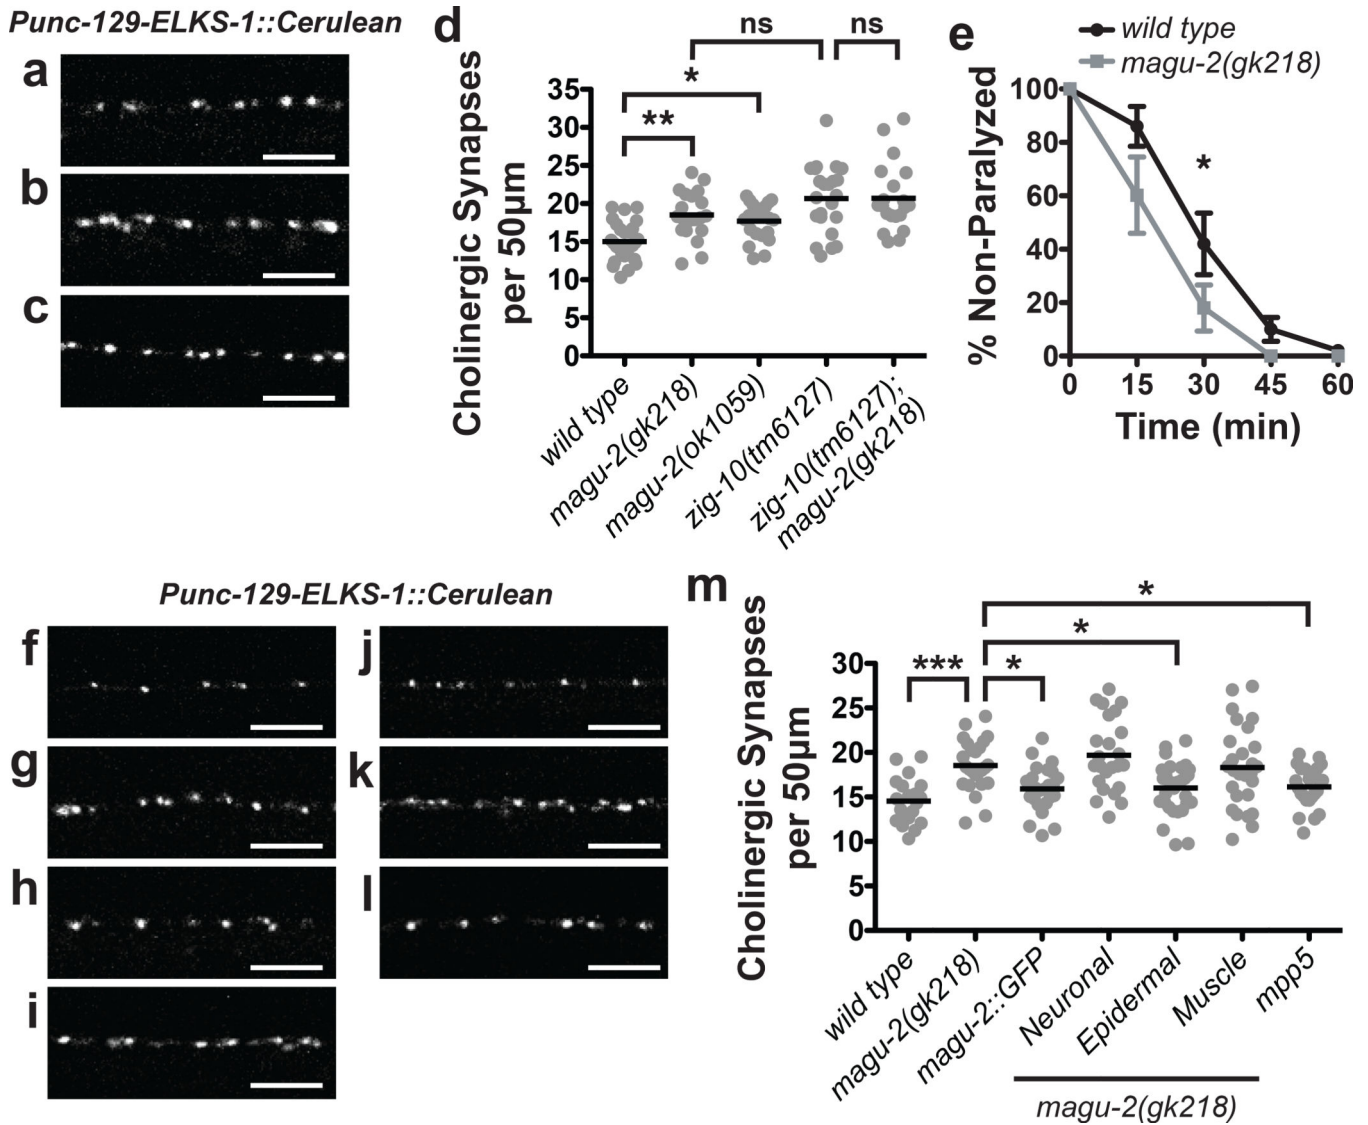 Punc-129-ELKS-1::Cerulean
a
b
c
d
Cholinergic Synapses
per 50µm
35
30
25
20
15
10
5
0
**
*
ns
ns
wild type
magu-2(gk218)
magu-2(ok1059)
zig-10(tm6127)
zig-10(tm6127);
magu-2(gk218)
e
wild type
magu-2(gk218)
% Non-Paralyzed
100
80
60
40
20
0
*
0 15 30 45 60
Time (min)
Punc-129-ELKS-1::Cerulean
f
g
h
i
j
k
l
m
Cholinergic Synapses
per 50µm
30
25
20
15
10
5
0
***
*
*
*
wild type
magu-2(gk218)
magu-2::GFP
Neuronal
Epidermal
Muscle
mpp5
magu-2(gk218)